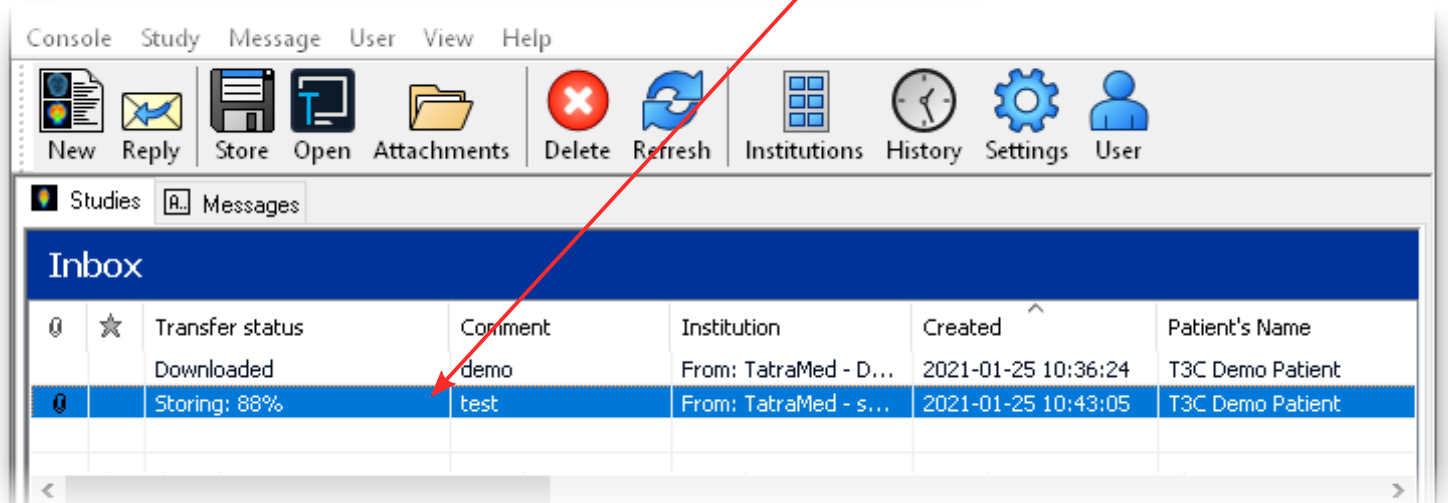 Console Study Message User View Help
New Reply Store Open Attachments Delete Refresh Institutions History Settings User
Studies A.. Messages
Inbox
Transfer status Comment Institution Created Patient's Name
Downloaded demo From: TatraMed - D... 2021-01-25 10:36:24 T3C Demo Patient
Storing: 88% test From: TatraMed - s... 2021-01-25 10:43:05 T3C Demo Patient